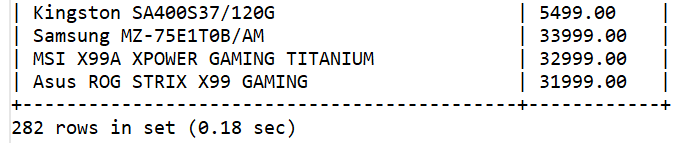 | Kingston SA400S37/120G                      | 5499.00    |
| Samsung MZ-75E1T0B/AM                       | 33999.00   |
| MSI X99A XPOWER GAMING TITANIUM             | 32999.00   |
| Asus ROG STRIX X99 GAMING                   | 31999.00   |
+---------------------------------------------+------------+
282 rows in set (0.18 sec)